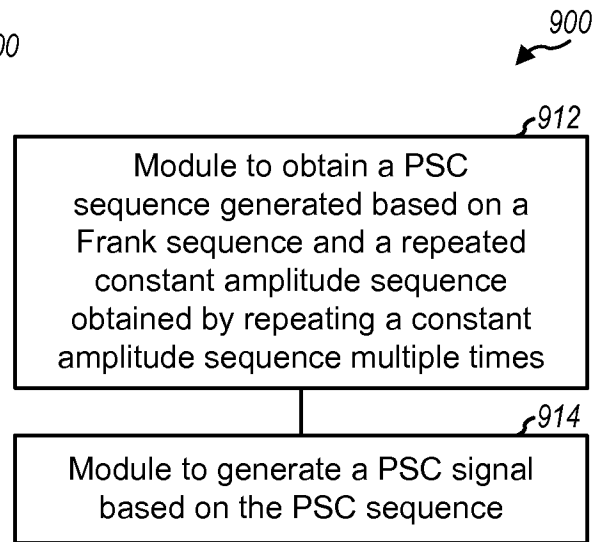 900
912
Module to obtain a PSC
sequence generated based on a
Frank sequence and a repeated
constant amplitude sequence
obtained by repeating a constant
amplitude sequence multiple times
914
Module to generate a PSC signal
based on the PSC sequence